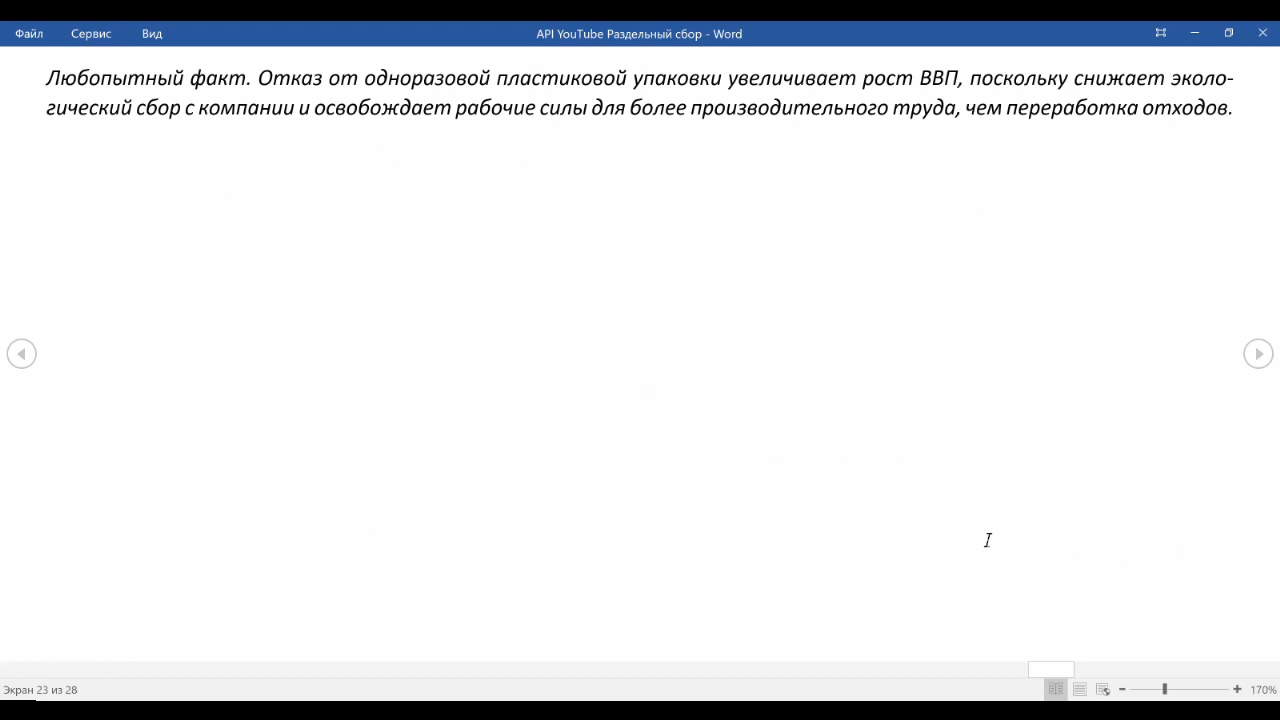 Файл Сервис Вид API YouTube Раздельный сбор - Word
Любопытный факт. Отказ от одноразовой пластиковой упаковки увеличивает рост ВВП, поскольку снижает эколо-
гический сбор с компании и освобождает рабочие силы для более производительного труда, чем переработка отходов.
Экран 23 из 28 170%